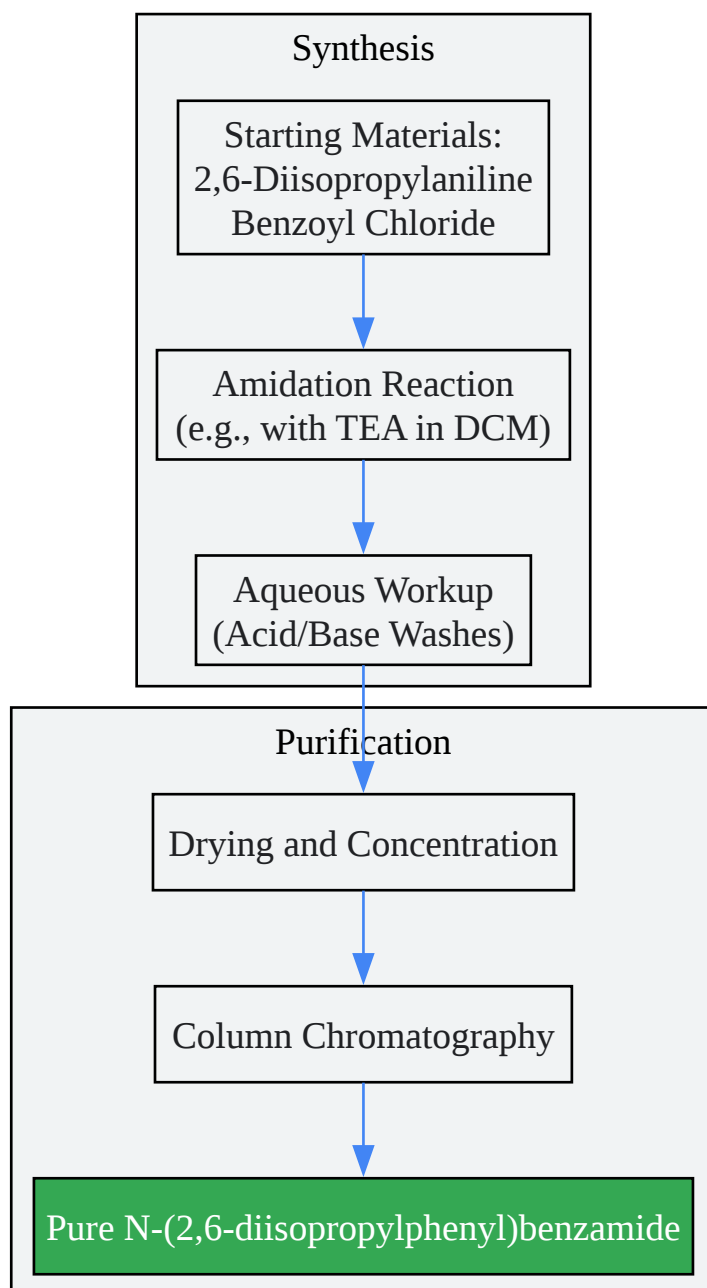 Synthesis
Starting Materials:
2,6-Diisopropylaniline
Benzoyl Chloride
Amidation Reaction
(e.g., with TEA in DCM)
Aqueous Workup
(Acid/Base Washes)
Purification
Drying and Concentration
Column Chromatography
Pure N-(2,6-diisopropylphenyl)benzamide